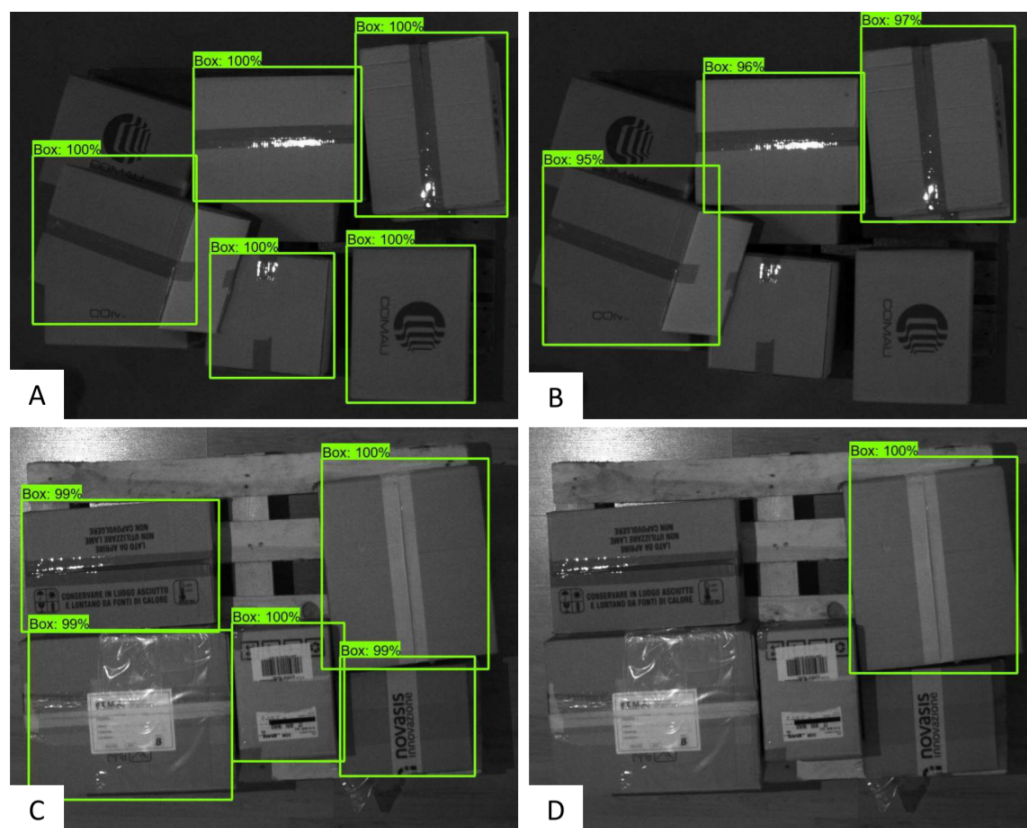 Box: 100%
Box: 100%
Box: 100%
Box: 100%
Box: 100%
COMAU
A
Box: 97%
Box: 96%
Box: 95%
COMAU
B
Box: 100%
Box: 99%
LATO DA APRIRE
NON UTILIZZARE LAME
NON CAPOVOLGERE
CONSERVARE IN LUOGO ASCIUTTO
E LONTANO DA FONTI DI CALORE
Box: 100%
Box: 99%
Box: 99%
novasis
innovazione
C
Box: 100%
LATO DA APRIRE
NON UTILIZZARE LAME
NON CAPOVOLGERE
CONSERVARE IN LUOGO ASCIUTTO
E LONTANO DA FONTI DI CALORE
novasis
innovazione
D